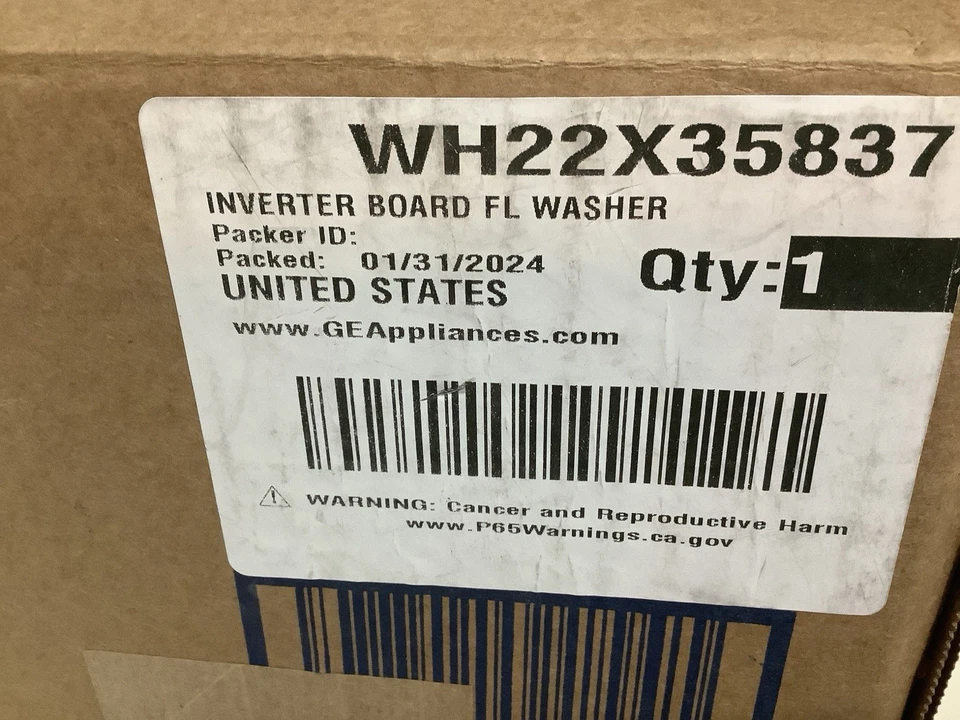 WH22X35837
INVERTER BOARD FL WASHER
Packer ID:
Packed: 01/31/2024
Qty:1
UNITED STATES
www.GEAppliances.com
WARNING: Cancer and Reproductive Harm
www.P65Warnings.ca.gov